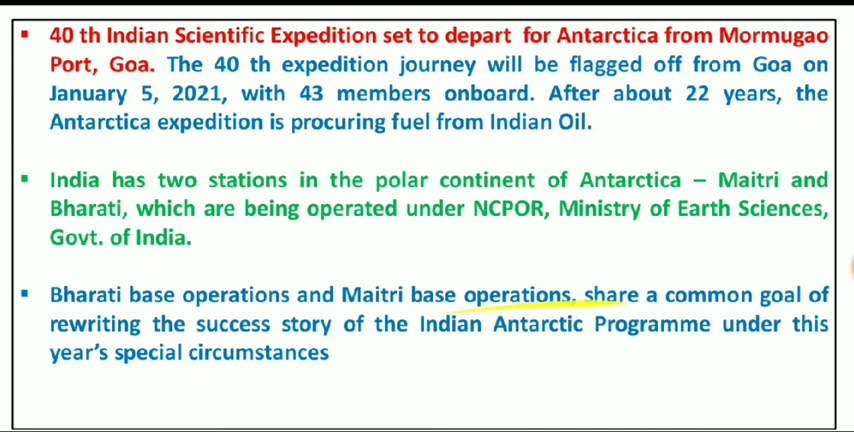 ▪ 40 th Indian Scientific Expedition set to depart for Antarctica from Mormugao
Port, Goa. The 40 th expedition journey will be flagged off from Goa on
January 5, 2021, with 43 members onboard. After about 22 years, the
Antarctica expedition is procuring fuel from Indian Oil.
▪ India has two stations in the polar continent of Antarctica – Maitri and
Bharati, which are being operated under NCPOR, Ministry of Earth Sciences,
Govt. of India.
▪ Bharati base operations and Maitri base operations, share a common goal of
rewriting the success story of the Indian Antarctic Programme under this
year's special circumstances